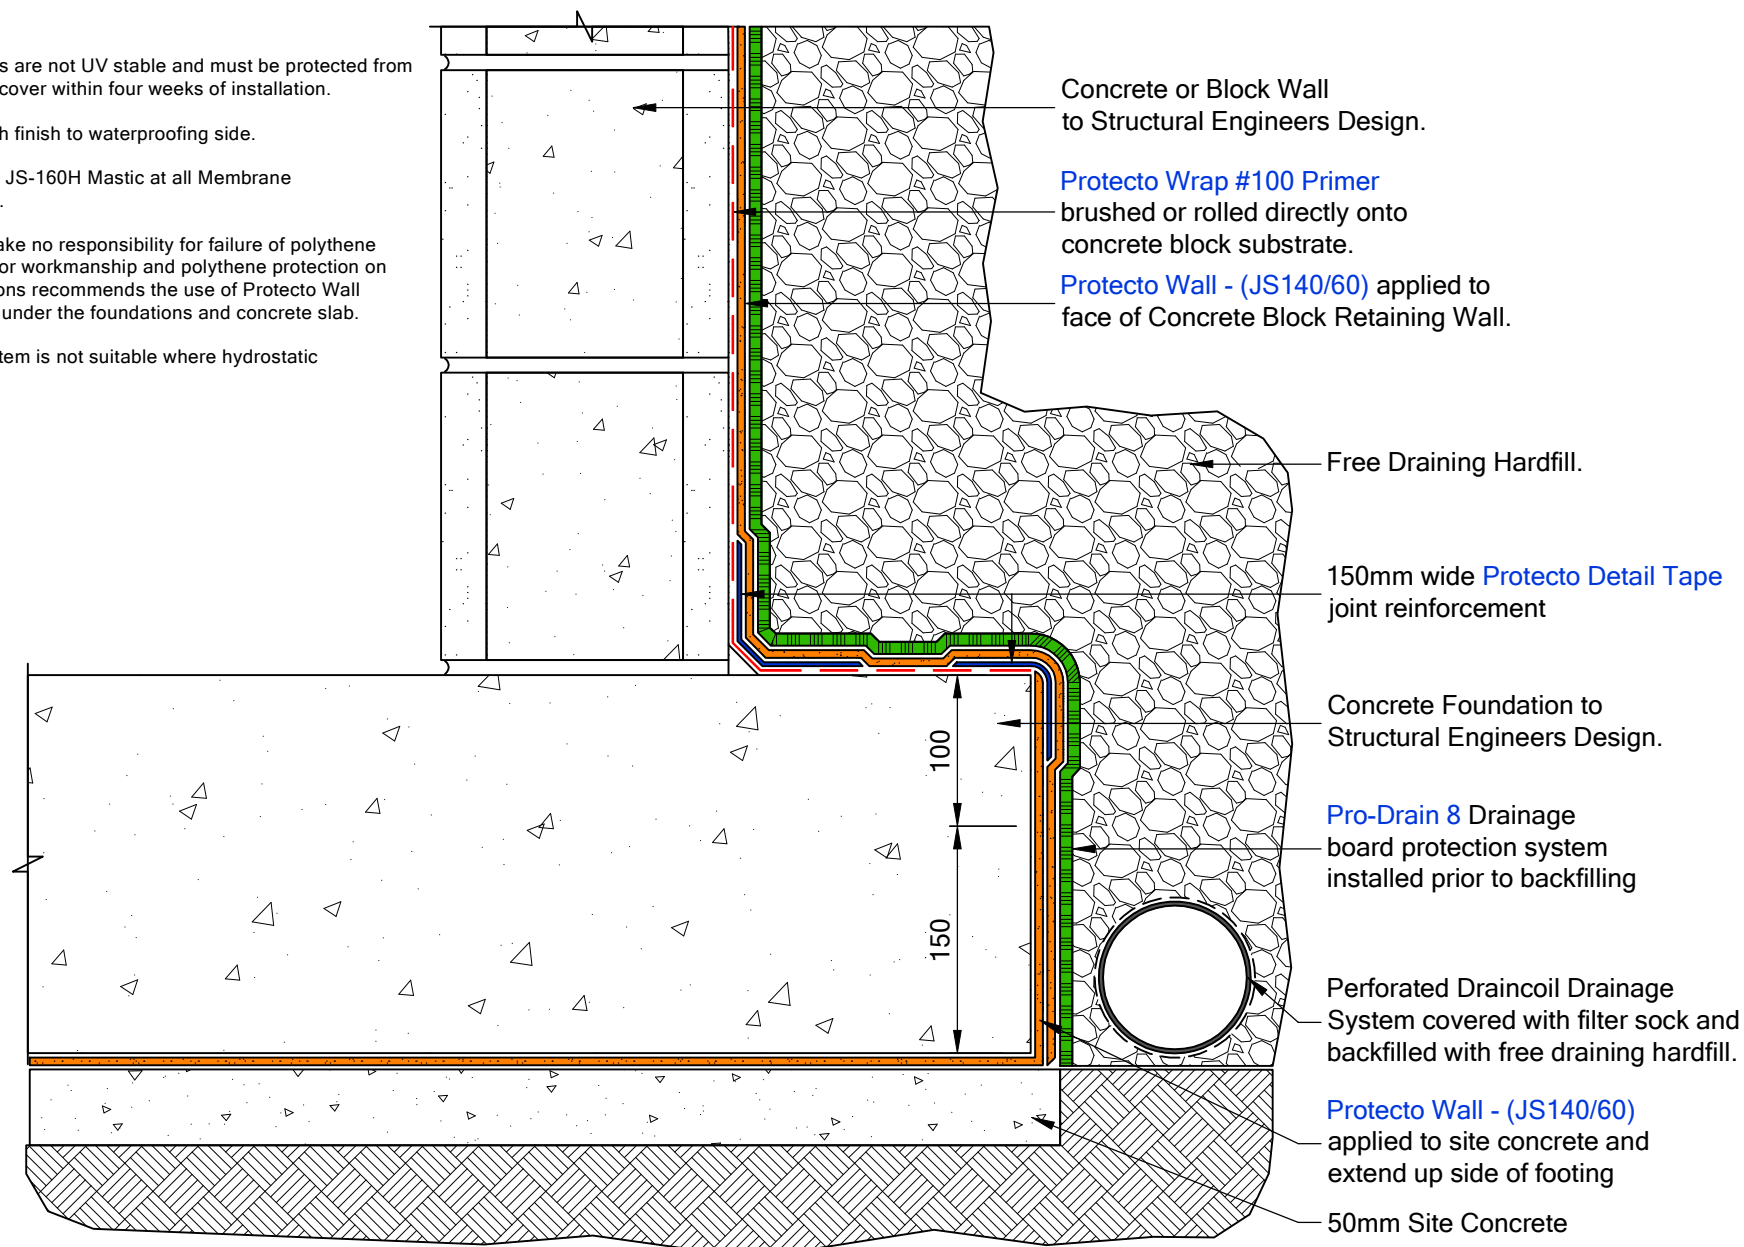 s are not UV stable and must be protected from
cover within four weeks of installation.
h finish to waterproofing side.
JS-160H Mastic at all Membrane
.
ake no responsibility for failure of polythene
or workmanship and polythene protection on
ons recommends the use of Protecto Wall
under the foundations and concrete slab.
tem is not suitable where hydrostatic
Concrete or Block Wall
to Structural Engineers Design.
Protecto Wrap #100 Primer
brushed or rolled directly onto
concrete block substrate.
Protecto Wall - (JS140/60) applied to
face of Concrete Block Retaining Wall.
Free Draining Hardfill.
150mm wide Protecto Detail Tape
joint reinforcement
Concrete Foundation to
Structural Engineers Design.
100
Pro-Drain 8 Drainage
board protection system
installed prior to backfilling
150
Perforated Draincoil Drainage
System covered with filter sock and
backfilled with free draining hardfill.
Protecto Wall - (JS140/60)
applied to site concrete and
extend up side of footing
50mm Site Concrete